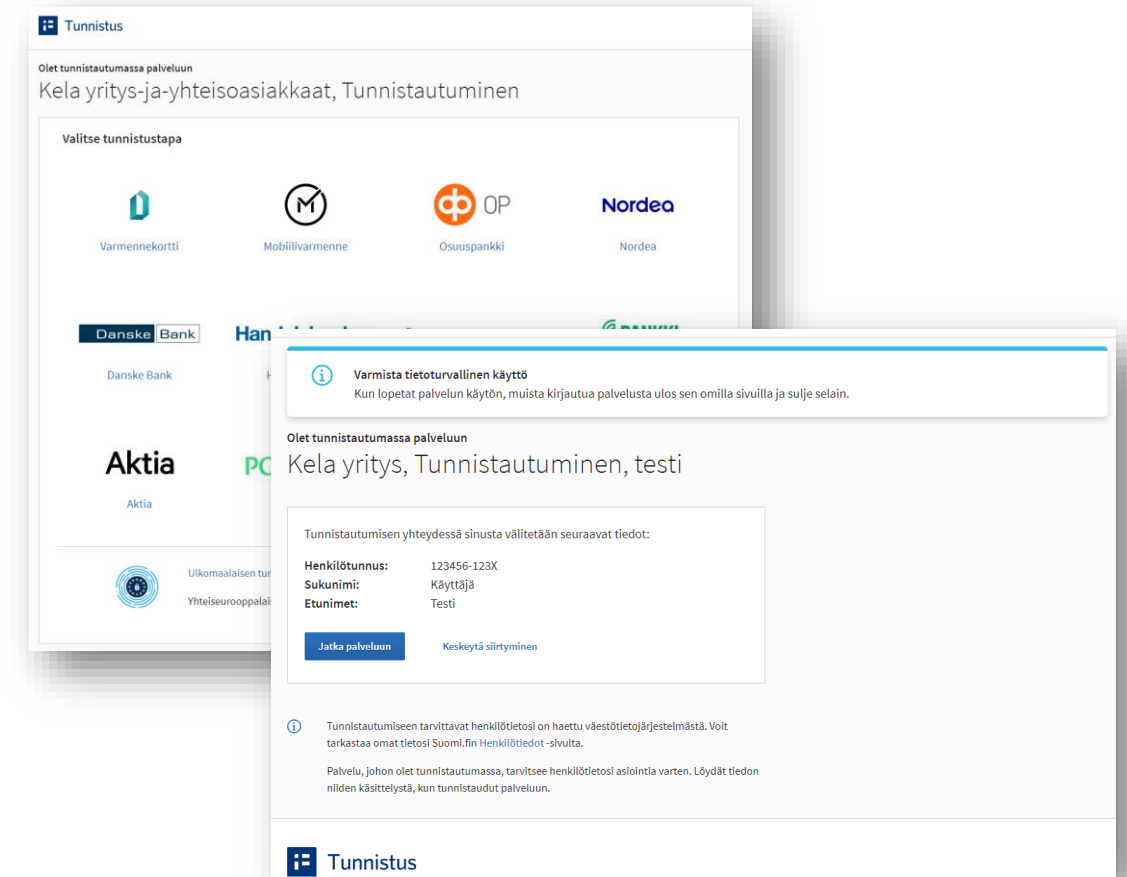 Tunnistus
Olet tunnistautumassa palveluun
Kela yritys-ja-yhteisoasiakkaat, Tunnistautuminen
Valitse tunnistustapa
OP Nordea
Varmennekortti Mobiilivarmenne Osuuspankki Nordea
Danske Bank
Danske Bank
Aktia
Aktia
Varmista tietoturvallinen käyttö
Kun lopetat palvelun käytön, muista kirjautua palvelusta ulos sen omilla sivuilla ja sulje selain.
Olet tunnistautumassa palveluun
Kela yritys, Tunnistautuminen, testi
Tunnistautumisen yhteydessä sinusta välitetään seuraavat tiedot:
Henkilötunnus: 123456-123X
Sukunimi: Käyttäjä
Etunimet: Testi
Jatka palveluun Keskeytä siirtyminen
Tunnistautumiseen tarvittavat henkilötietosi on haettu väestötietojärjestelmästä. Voit
tarkastaa omat tietosi Suomi.fin Henkilötiedot -sivulta.
Palvelu, johon olet tunnistautumassa, tarvitsee henkilötietosi asiointia varten. Löydät tiedon
niiden käsittelystä, kun tunnistaudut palveluun.
Tunnistus
Ulkomaalaisen